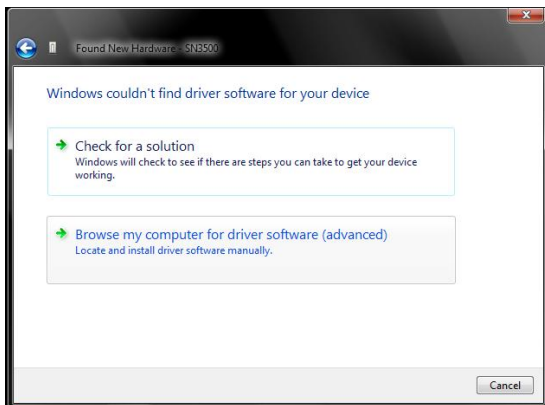 Found New Hardware - SN3500
Windows couldn't find driver software for your device
Check for a solution
Windows will check to see if there are steps you can take to get your device
working.
Browse my computer for driver software (advanced)
Locate and install driver software manually.
Cancel